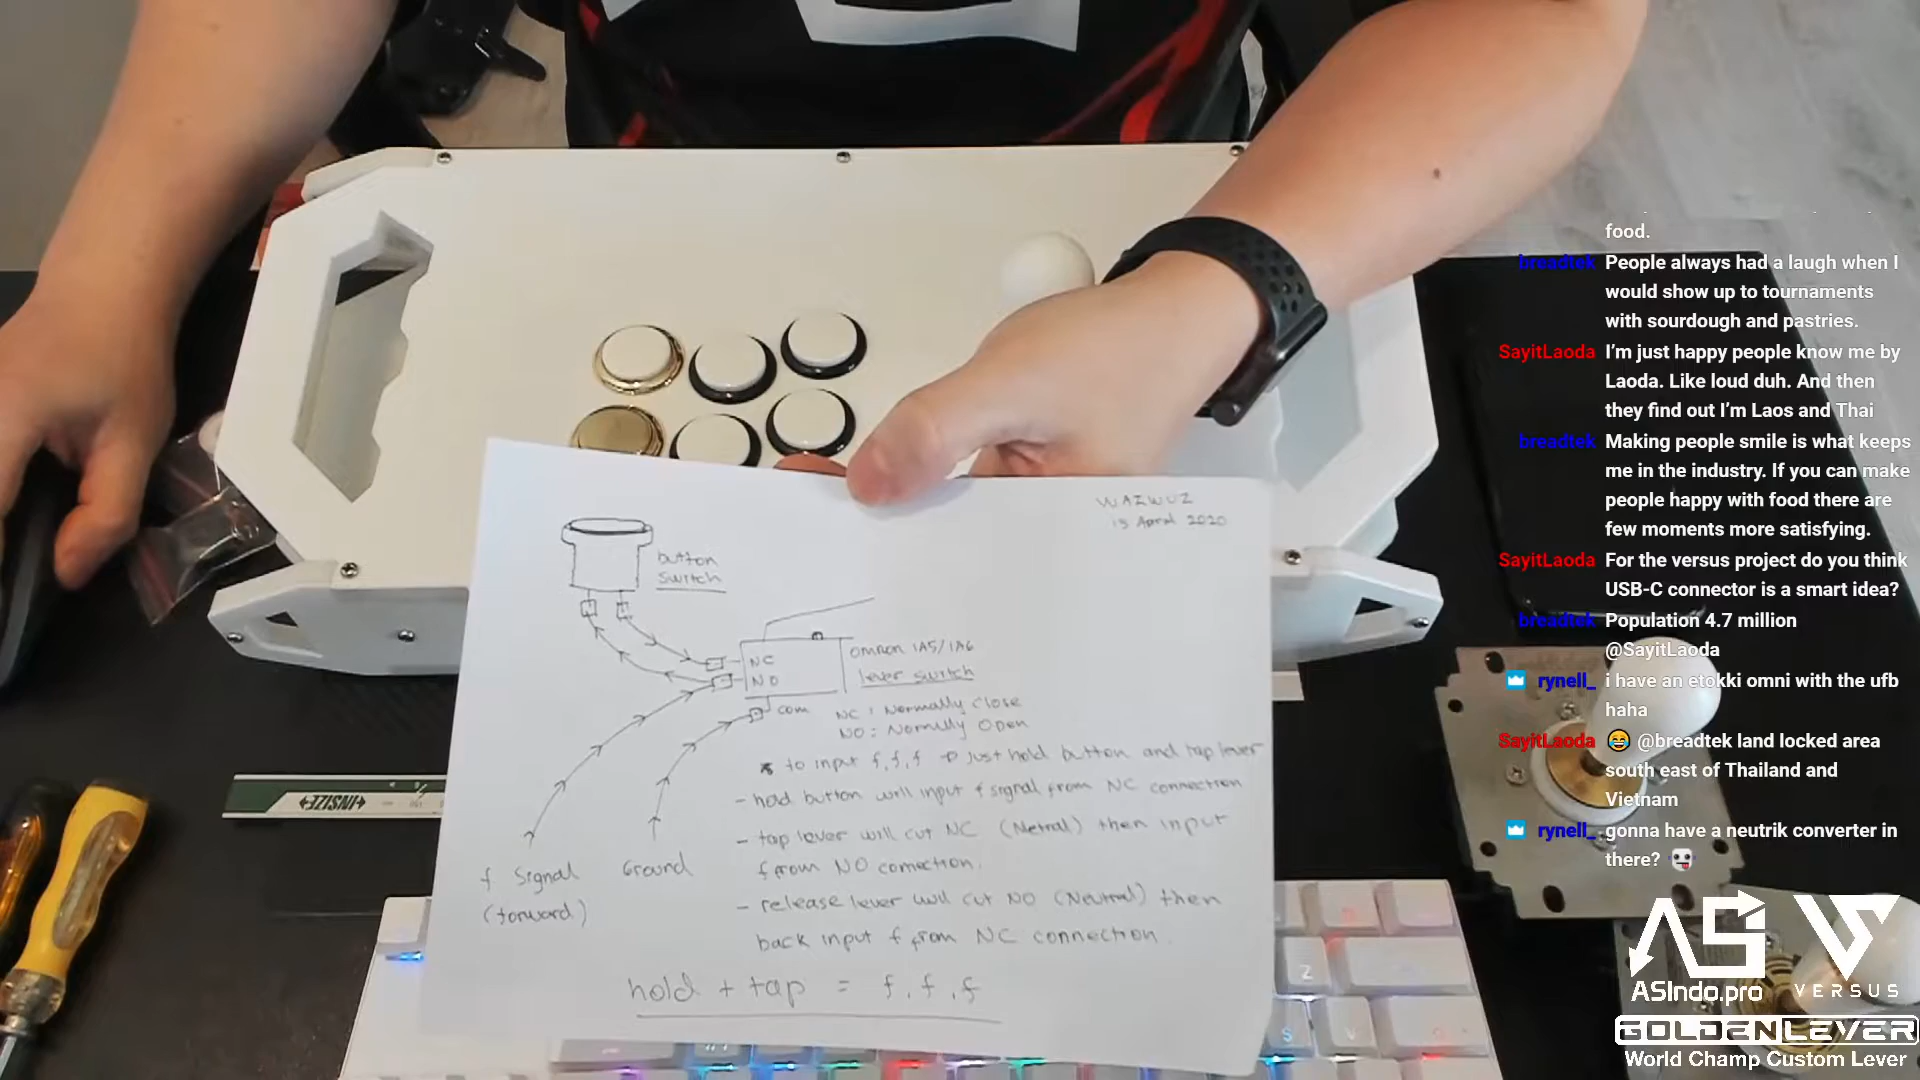 WAZWUZ
15 April 2020
button
switch
NC
NO
com
omron 1A5/1A6
lever switch
NC : Normally Close
NO : Normally Open
* to input f,f,f → just hold button and tap lever
- hold button will input f signal from NC connection
- tap lever will cut NC (Netral) then input
f from NO connection.
- release lever will cut NO (Neutral) then
back input f from NC connection.
f Signal
(forward)
Ground
hold + tap = f, f, f
INSIZE
Z
S
food.
breadtek People always had a laugh when I
would show up to tournaments
with sourdough and pastries.
SayitLaoda I'm just happy people know me by
Laoda. Like loud duh. And then
they find out I'm Laos and Thai
breadtek Making people smile is what keeps
me in the industry. If you can make
people happy with food there are
few moments more satisfying.
SayitLaoda For the versus project do you think
USB-C connector is a smart idea?
breadtek Population 4.7 million
@SayitLaoda
rynell_ i have an etokki omni with the ufb
haha
SayitLaoda 😂 @breadtek land locked area
south east of Thailand and
Vietnam
rynell_ gonna have a neutrik converter in
there? 👻
AS VS
ASIndo.pro VERSUS
GOLDENLEVER
World Champ Custom Lever